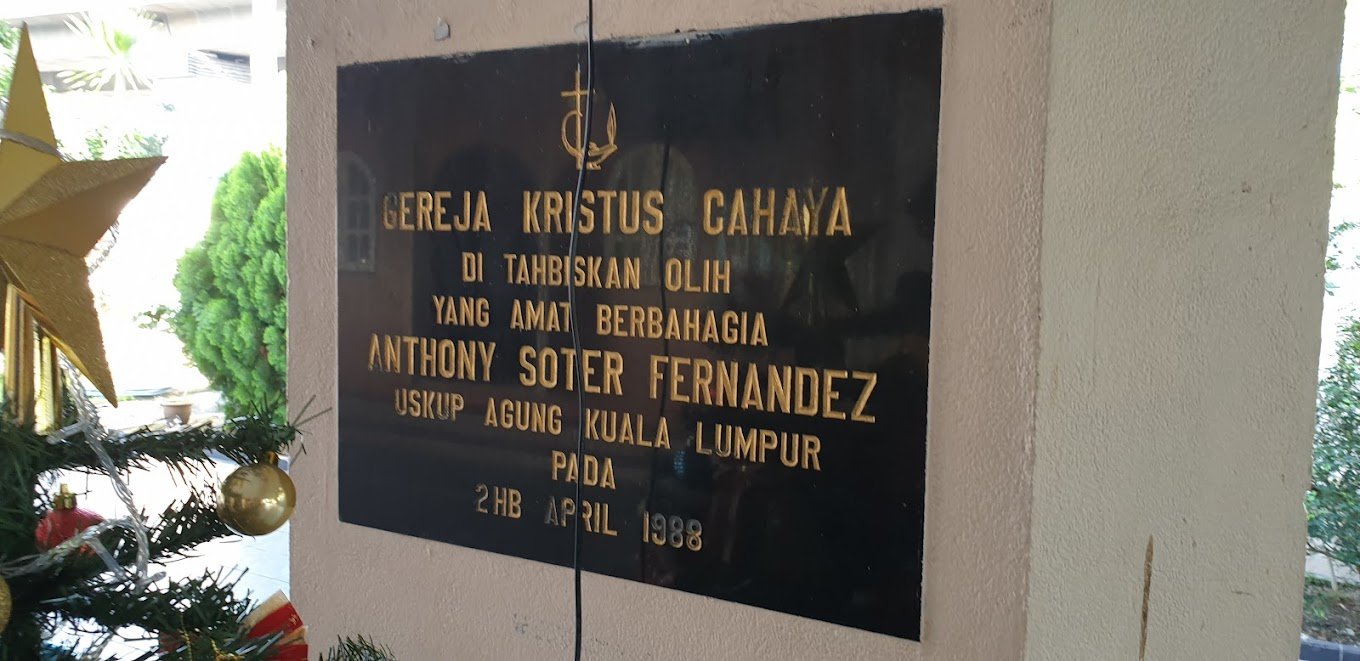 GEREJA KRISTUS CAHAYA
DI TAHBISKAN OLIH
YANG AMAT BERBAHAGIA
ANTHONY SOTER FERNANDEZ
USKUP AGUNG KUALA LUMPUR
PADA
2HB APRIL 1988